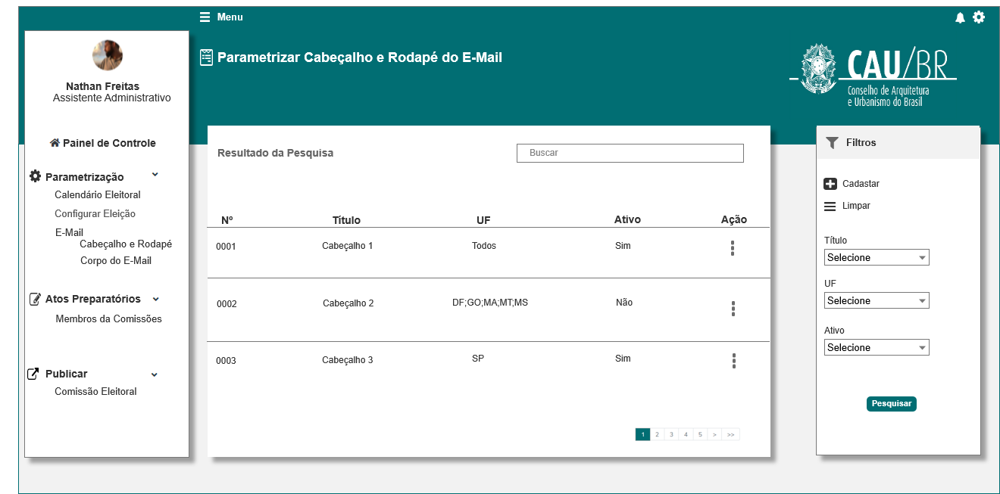 Menu
Parametrizar Cabeçalho e Rodapé do E-Mail
CAU/BR
Conselho de Arquitetura
e Urbanismo do Brasil
Nathan Freitas
Assistente Administrativo
Painel de Controle
Parametrização
Calendário Eleitoral
Configurar Eleição
E-Mail
Cabeçalho e Rodapé
Corpo do E-Mail
Atos Preparatórios
Membros da Comissões
Publicar
Comissão Eleitoral
Resultado da Pesquisa
Buscar
Nº Título UF Ativo Ação
0001 Cabeçalho 1 Todos Sim
0002 Cabeçalho 2 DF;GO;MA;MT;MS Não
0003 Cabeçalho 3 SP Sim
1 2 3 4 5 > >>
Filtros
Cadastar
Limpar
Título
Selecione
UF
Selecione
Ativo
Selecione
Pesquisar